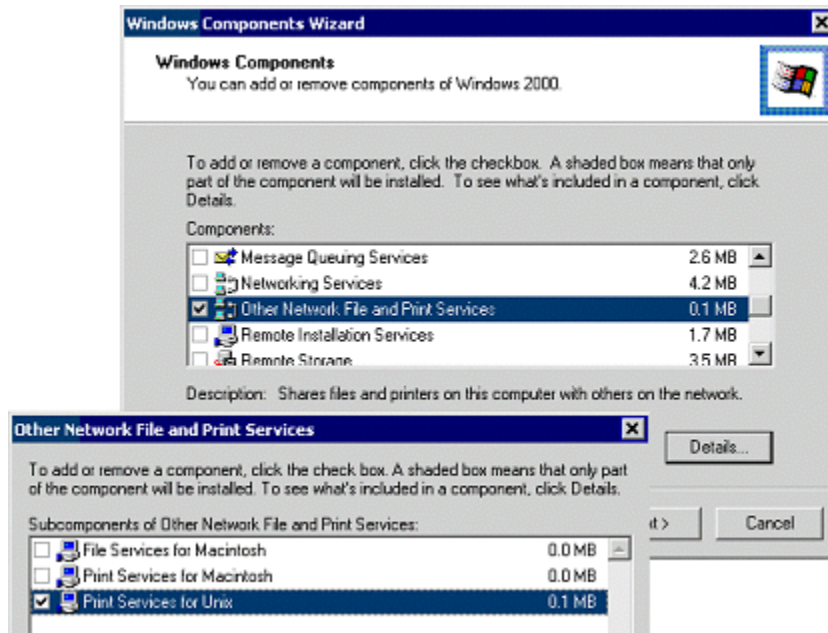 Windows Components Wizard
Windows Components
You can add or remove components of Windows 2000.
To add or remove a component, click the checkbox. A shaded box means that only
part of the component will be installed. To see what's included in a component, click
Details.
Components:
Message Queuing Services 2.6 MB
Networking Services 4.2 MB
Other Network File and Print Services 0.1 MB
Remote Installation Services 1.7 MB
Remote Storage 3.5 MB
Description: Shares files and printers on this computer with others on the network.
Details...
Cancel
Other Network File and Print Services
To add or remove a component, click the check box. A shaded box means that only part
of the component will be installed. To see what's included in a component, click Details.
Subcomponents of Other Network File and Print Services:
File Services for Macintosh 0.0 MB
Print Services for Macintosh 0.0 MB
Print Services for Unix 0.1 MB